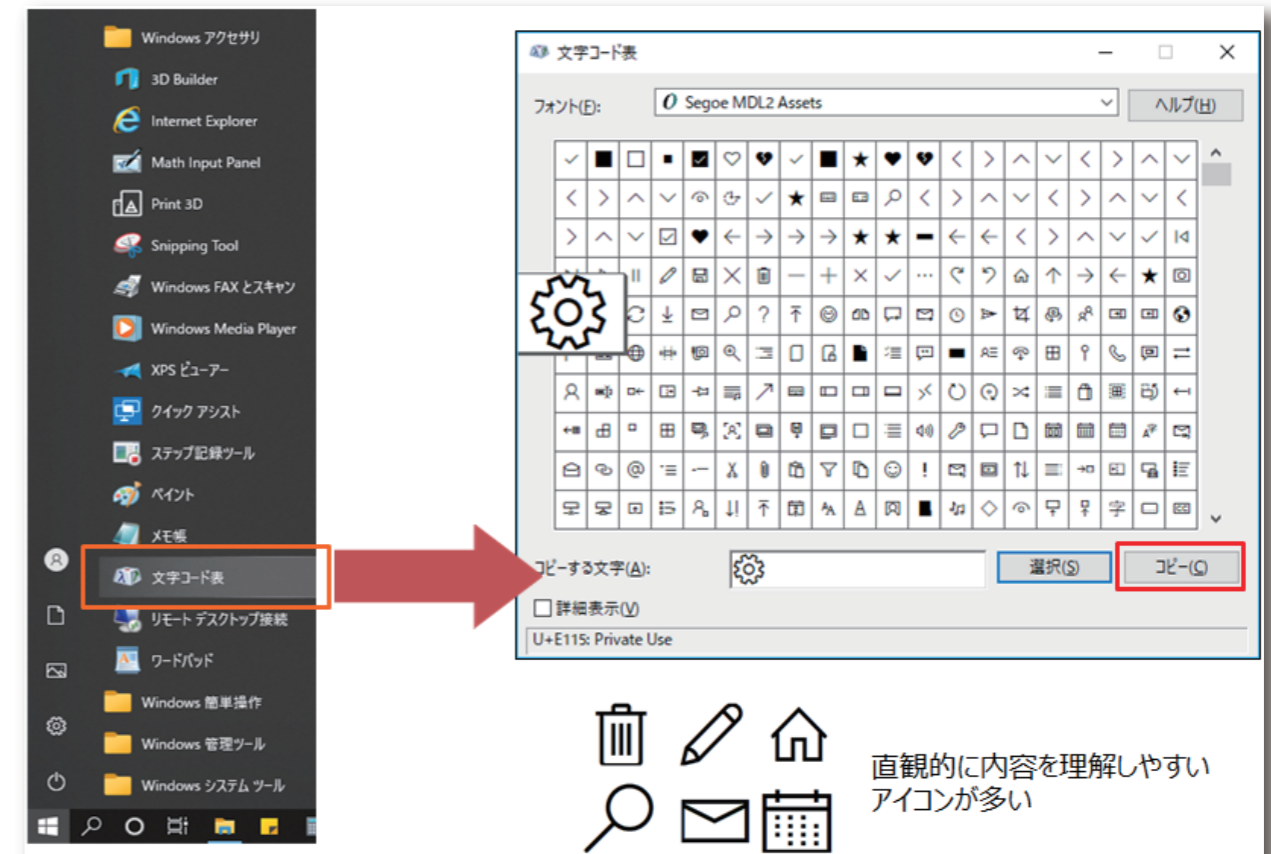 Windows アクセサリ
3D Builder
Internet Explorer
Math Input Panel
Print 3D
Snipping Tool
Windows FAX とスキャン
Windows Media Player
XPS ビューアー
クイック アシスト
ステップ記録ツール
ペイント
メモ帳
文字コード表
リモート デスクトップ接続
ワードパッド
Windows 簡単操作
Windows 管理ツール
Windows システム ツール
文字コード表
フォント(F):
Segoe MDL2 Assets
ヘルプ(H)
コピーする文字(A):
選択(S)
コピー(C)
詳細表示(V)
U+E115: Private Use
直観的に内容を理解しやすい
アイコンが多い